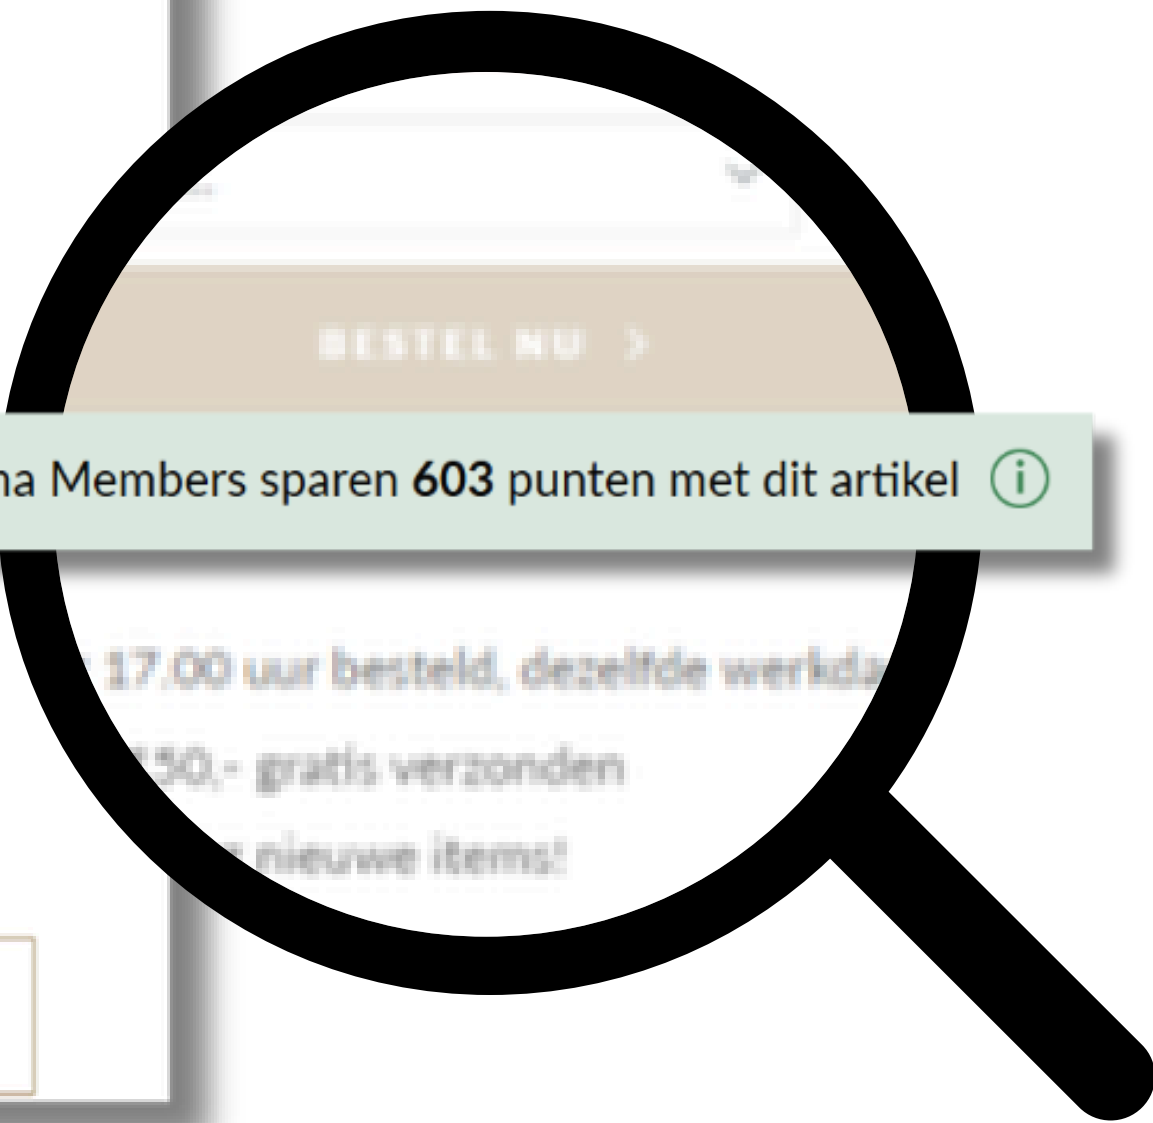 BESTEL NU
na Members sparen 603 punten met dit artikel
17.00 uur besteld, dezelfde
50,- gratis verzonden
nieuwe items!